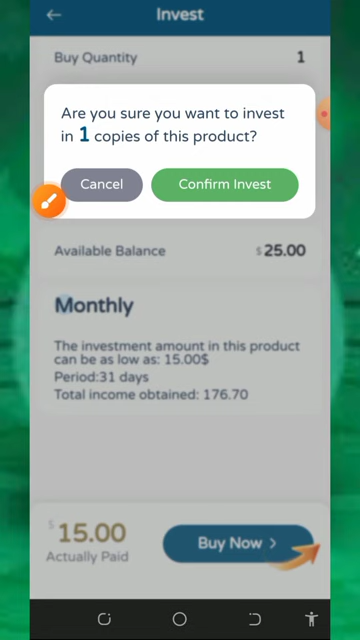 Invest
Buy Quantity 1
Are you sure you want to invest
in 1 copies of this product?
Cancel Confirm Invest
Available Balance $25.00
Monthly
The investment amount in this product
can be as low as: 15.00$
Period:31 days
Total income obtained: 176.70
$15.00
Buy Now >
Actually Paid